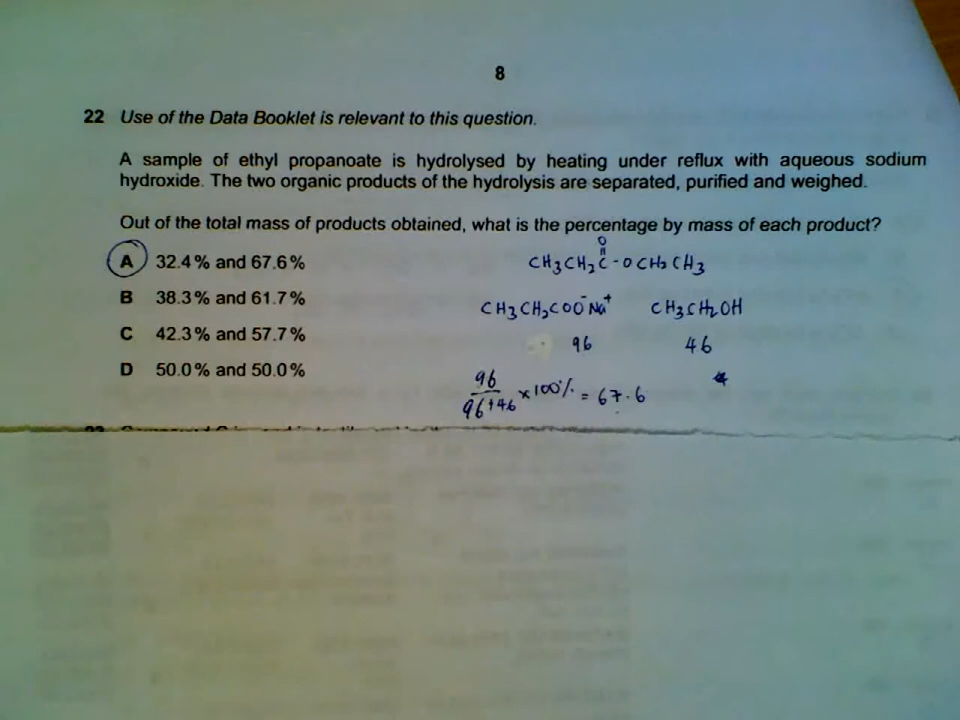 8
22 Use of the Data Booklet is relevant to this question.
A sample of ethyl propanoate is hydrolysed by heating under reflux with aqueous sodium
hydroxide. The two organic products of the hydrolysis are separated, purified and weighed.
Out of the total mass of products obtained, what is the percentage by mass of each product?
A 32.4% and 67.6%
B 38.3% and 61.7%
C 42.3% and 57.7%
D 50.0% and 50.0%
O
CH3CH2C-OCH2CH3
CH3CH2COO⁻Na⁺ CH3CH2OH
96 46
96
96+46 ×100% = 67.6